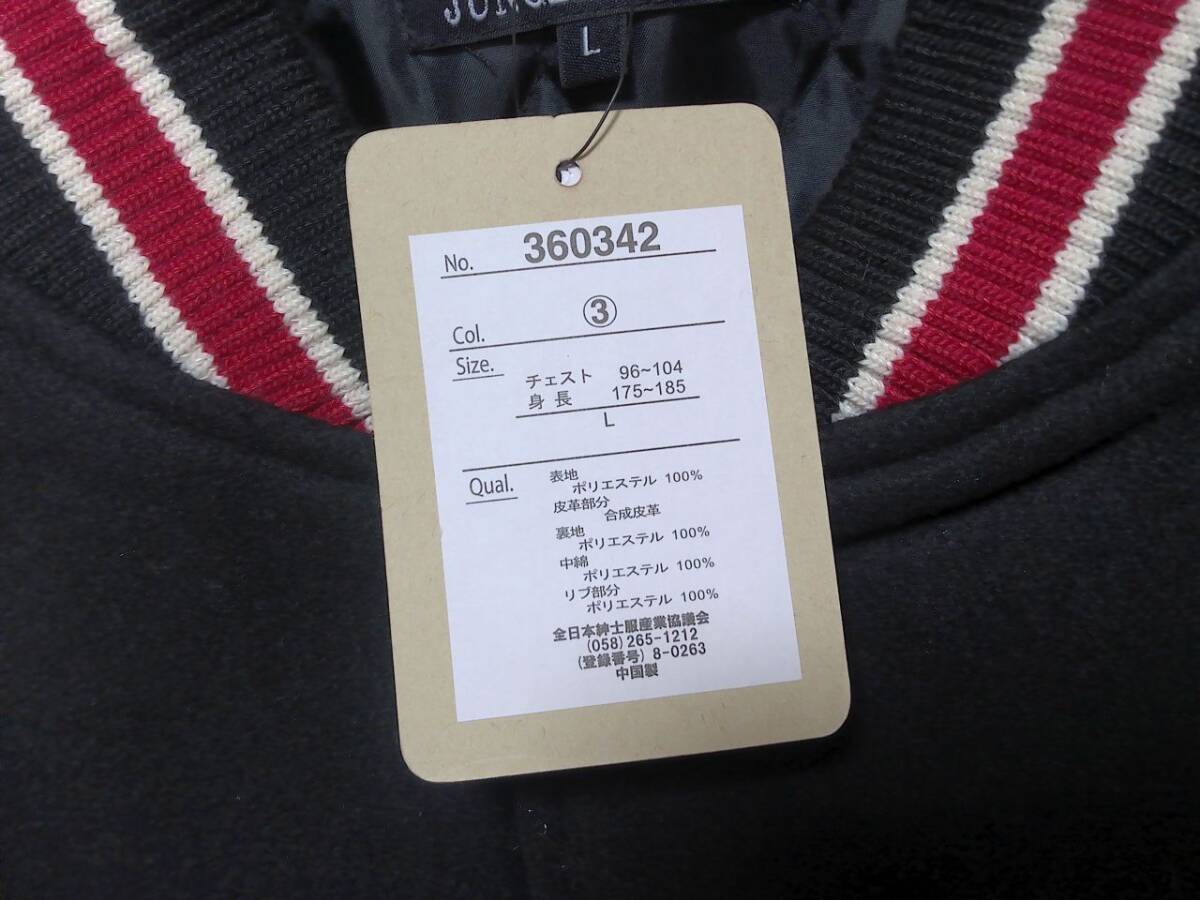 L
No. 360342
Col. ③
Size.
チェスト 96~104
身長 175~185
L
Qual. 表地
ポリエステル 100%
皮革部分
合成皮革
裏地
ポリエステル 100%
中綿
ポリエステル 100%
リブ部分
ポリエステル 100%
全日本紳士服産業協議会
(058)265-1212
(登録番号) 8-0263
中国製